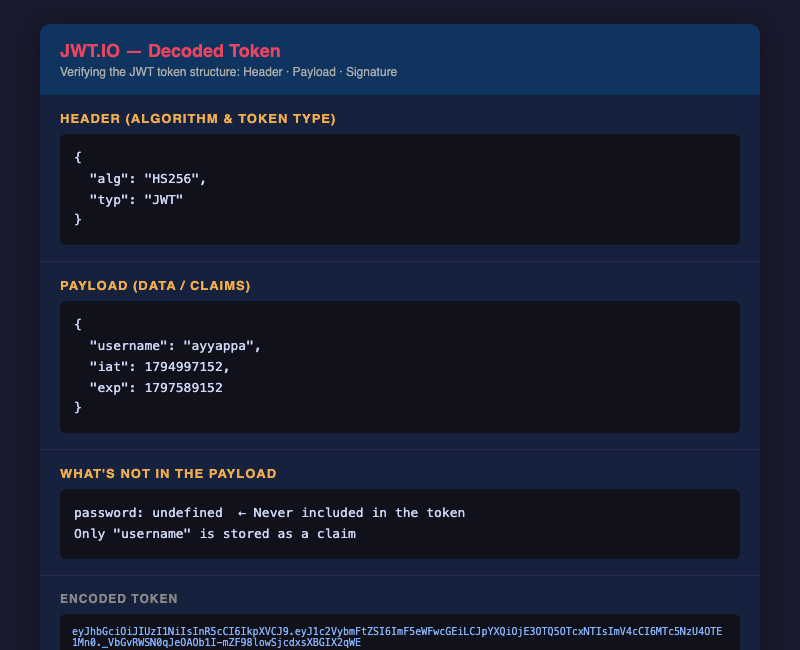 JWT.IO — Decoded Token
Verifying the JWT token structure: Header · Payload · Signature
HEADER (ALGORITHM & TOKEN TYPE)
{
  "alg": "HS256",
  "typ": "JWT"
}
PAYLOAD (DATA / CLAIMS)
{
  "username": "ayyappa",
  "iat": 1794997152,
  "exp": 1797589152
}
WHAT'S NOT IN THE PAYLOAD
password: undefined  ← Never included in the token
Only "username" is stored as a claim
ENCODED TOKEN
eyJhbGciOiJIUzI1NiIsInR5cCI6IkpXVCJ9.eyJ1c2VybmFtZSI6ImF5eWFwcGEiLCJpYXQiOjE3OTQ5OTcxNTIsImV4cCI6MTc5NzU4OTE
1Mn0._VbGvRWSN0qJeOAOb1I-mZF98lowSjcdxsXBGIX2qWE